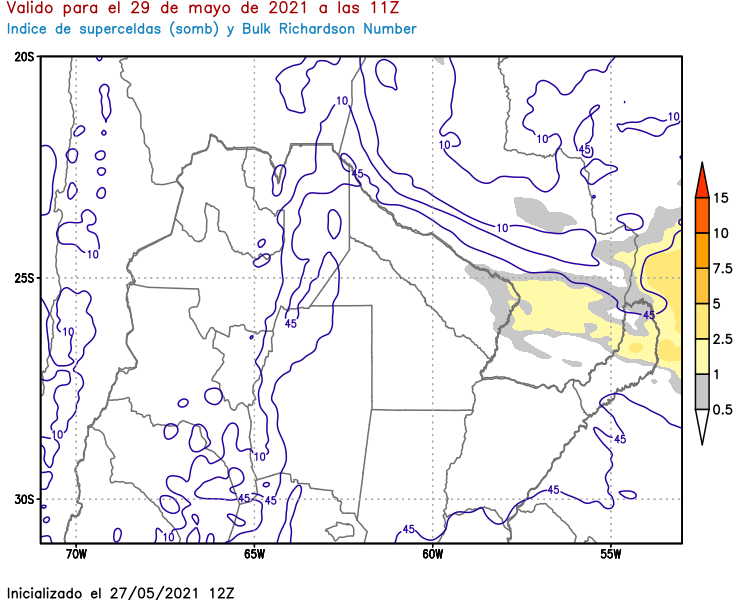 Valido para el 29 de mayo de 2021 a las 11Z
Indice de superceldas (somb) y Bulk Richardson Number
20S
10
10
10
45
10
45
10
10
15
10
7.5
5
2.5
1
0.5
25S
45
45
10
10
45
10
45
45
45
30S
45
10
70W
65W
60W
55W
Inicializado el 27/05/2021 12Z